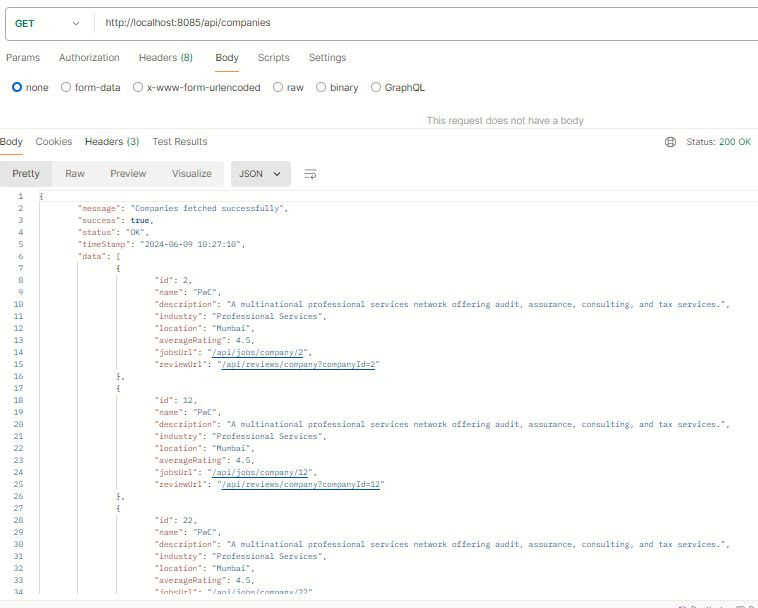 GET http://localhost:8085/api/companies
Params Authorization Headers (8) Body Scripts Settings
none form-data x-www-form-urlencoded raw binary GraphQL
This request does not have a body
Body Cookies Headers (3) Test Results Status: 200 OK
Pretty Raw Preview Visualize JSON
1 {
2 "message": "Companies fetched successfully",
3 "success": true,
4 "status": "OK",
5 "timeStamp": "2024-06-09 10:27:10",
6 "data": [
7 {
8 "id": 2,
9 "name": "PwC",
10 "description": "A multinational professional services network offering audit, assurance, consulting, and tax services.",
11 "industry": "Professional Services",
12 "location": "Mumbai",
13 "averageRating": 4.5,
14 "jobsUrl": "/api/jobs/company/2",
15 "reviewUrl": "/api/reviews/company?companyId=2"
16 },
17 {
18 "id": 12,
19 "name": "PwC",
20 "description": "A multinational professional services network offering audit, assurance, consulting, and tax services.",
21 "industry": "Professional Services",
22 "location": "Mumbai",
23 "averageRating": 4.5,
24 "jobsUrl": "/api/jobs/company/12",
25 "reviewUrl": "/api/reviews/company?companyId=12"
26 },
27 {
28 "id": 22,
29 "name": "PwC",
30 "description": "A multinational professional services network offering audit, assurance, consulting, and tax services.",
31 "industry": "Professional Services",
32 "location": "Mumbai",
33 "averageRating": 4.5,
34 "jobsUrl": "/api/jobs/company/22"